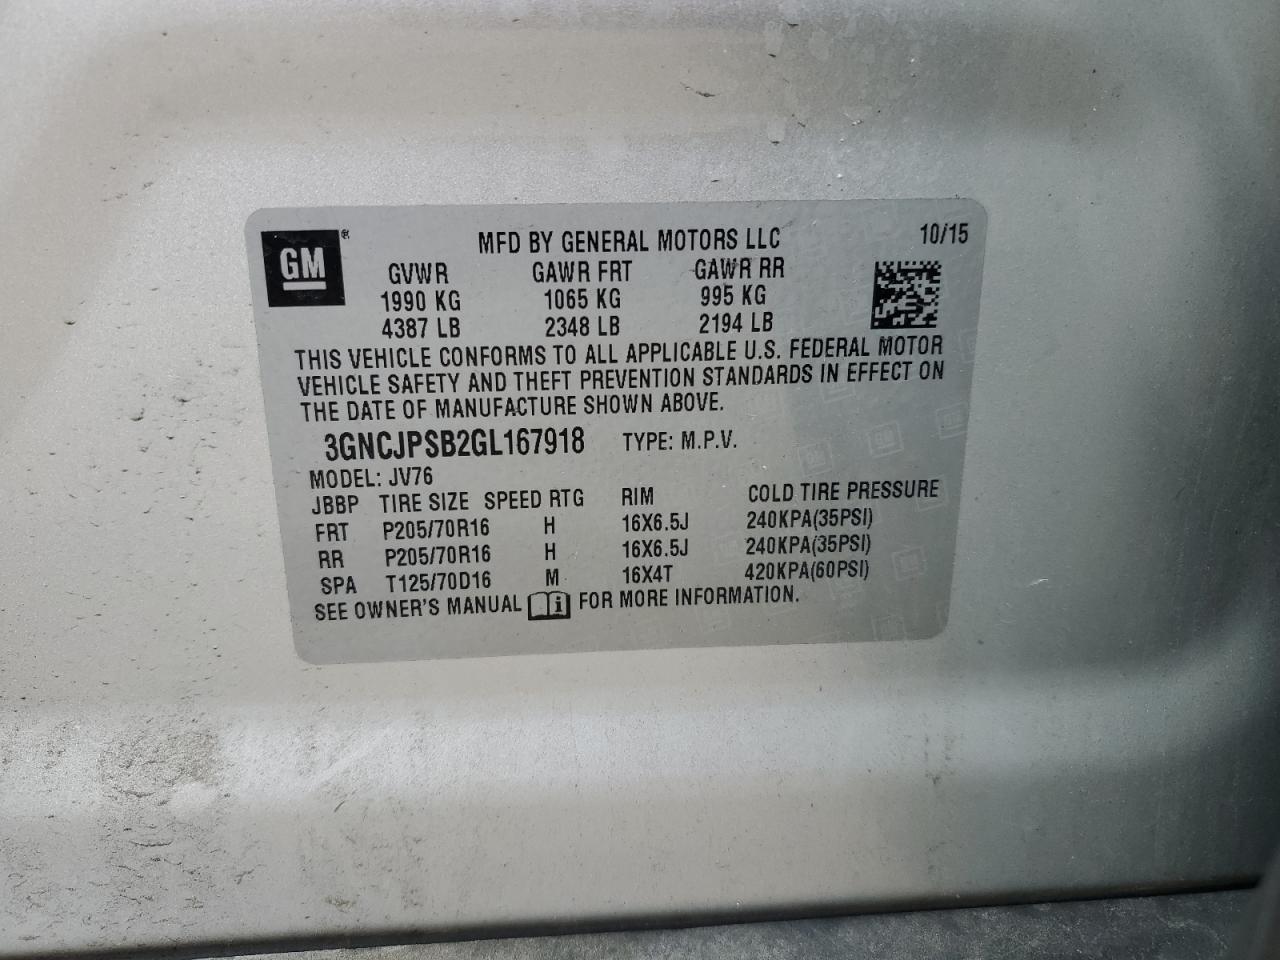 GM®
MFD BY GENERAL MOTORS LLC 10/15
GVWR GAWR FRT GAWR RR
1990 KG 1065 KG 995 KG
4387 LB 2348 LB 2194 LB
THIS VEHICLE CONFORMS TO ALL APPLICABLE U.S. FEDERAL MOTOR
VEHICLE SAFETY AND THEFT PREVENTION STANDARDS IN EFFECT ON
THE DATE OF MANUFACTURE SHOWN ABOVE.
3GNCJPSB2GL167918 TYPE: M.P.V.
MODEL: JV76
JBBP TIRE SIZE SPEED RTG RIM COLD TIRE PRESSURE
FRT P205/70R16 H 16X6.5J 240KPA(35PSI)
RR P205/70R16 H 16X6.5J 240KPA(35PSI)
SPA T125/70D16 M 16X4T 420KPA(60PSI)
SEE OWNER'S MANUAL i FOR MORE INFORMATION.